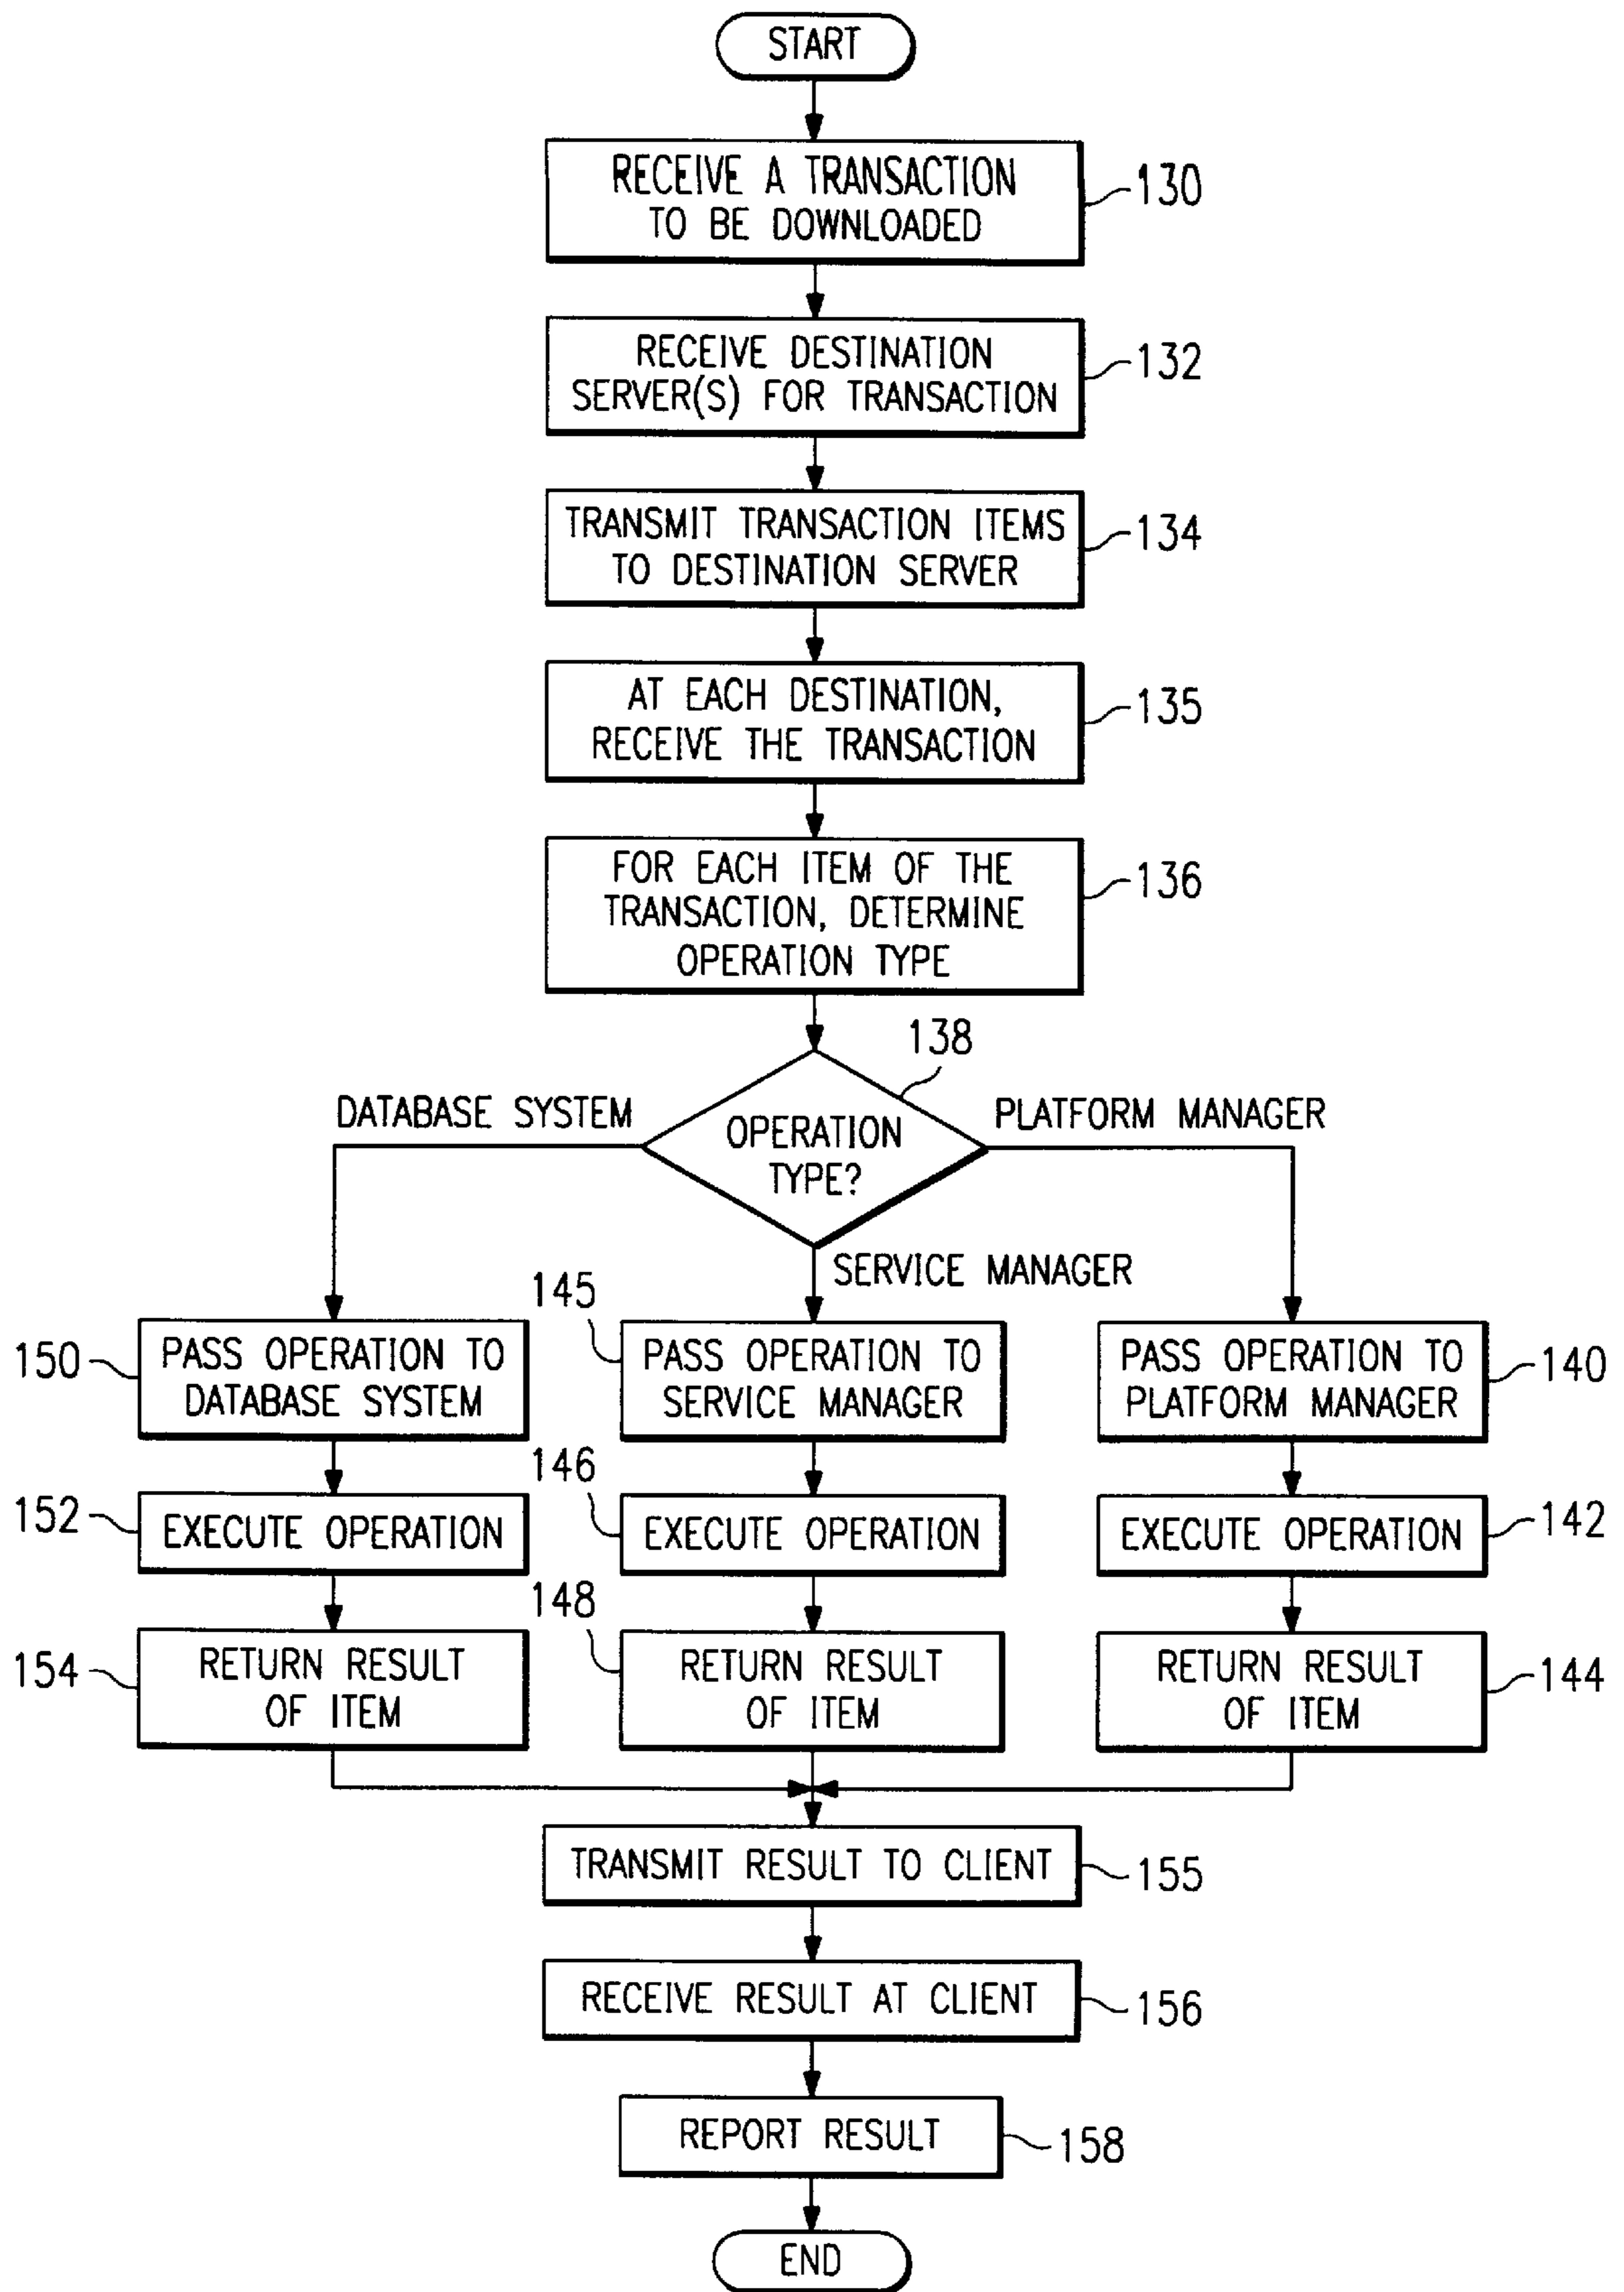 START
RECEIVE A TRANSACTION
TO BE DOWNLOADED
130
RECEIVE DESTINATION
SERVER(S) FOR TRANSACTION
132
TRANSMIT TRANSACTION ITEMS
TO DESTINATION SERVER
134
AT EACH DESTINATION,
RECEIVE THE TRANSACTION
135
FOR EACH ITEM OF THE
TRANSACTION, DETERMINE
OPERATION TYPE
136
138
DATABASE SYSTEM
OPERATION
TYPE?
PLATFORM MANAGER
SERVICE MANAGER
150
PASS OPERATION TO
DATABASE SYSTEM
145
PASS OPERATION TO
SERVICE MANAGER
PASS OPERATION TO
PLATFORM MANAGER
140
152
EXECUTE OPERATION
146
EXECUTE OPERATION
EXECUTE OPERATION
142
154
RETURN RESULT
OF ITEM
148
RETURN RESULT
OF ITEM
RETURN RESULT
OF ITEM
144
TRANSMIT RESULT TO CLIENT
155
RECEIVE RESULT AT CLIENT
156
REPORT RESULT
158
END